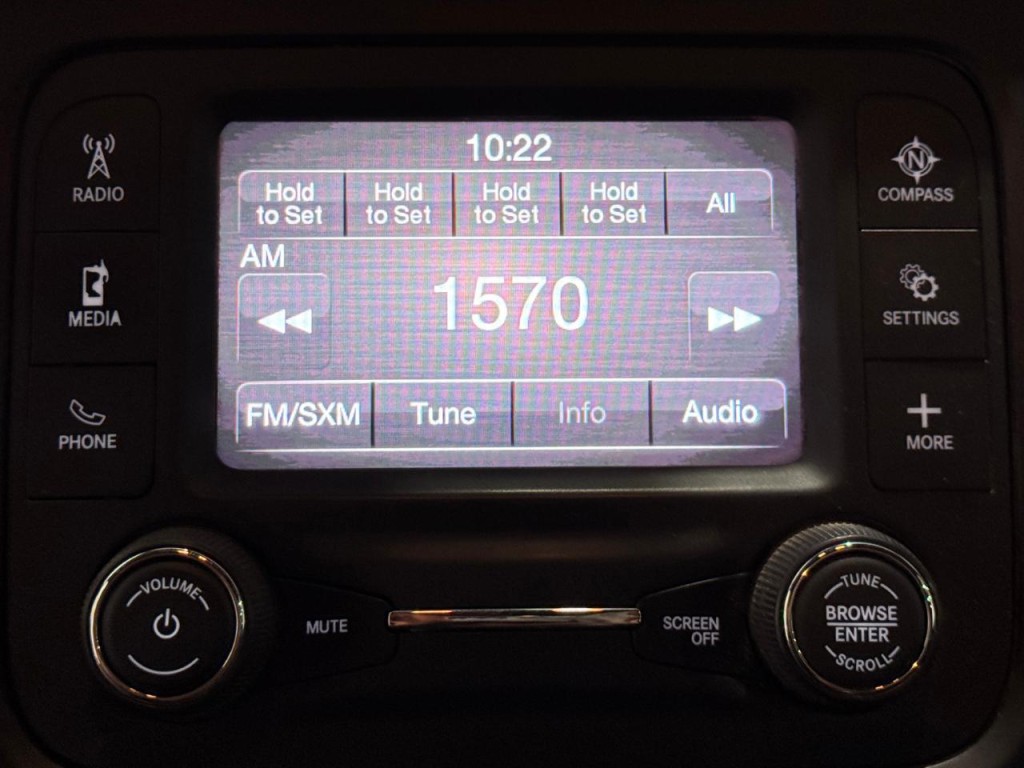 10:22
Hold to Set
Hold to Set
Hold to Set
Hold to Set
All
AM
1570
FM/SXM Tune Info Audio
RADIO
MEDIA
PHONE
N
COMPASS
SETTINGS
MORE
VOLUME
MUTE
SCREEN
OFF
TUNE
BROWSE
ENTER
SCROLL